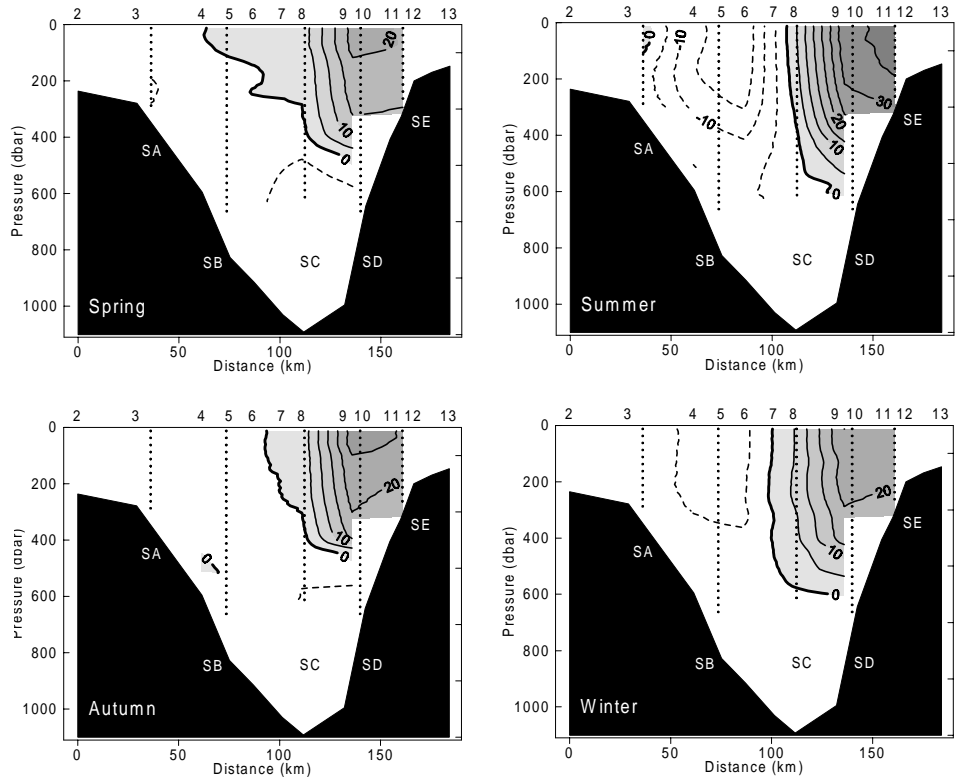 2 3 4 5 6 7 8 9 10 11 12 13
0
200
400
600
800
1000
Pressure (dbar)
20
10
0
SA
SB
SC
SD
SE
Spring
0 50 100 150
Distance (km)
2 3 4 5 6 7 8 9 10 11 12 13
0
200
400
600
800
1000
Pressure (dbar)
0
-10
-10
30
20
10
0
SA
SB
SC
SD
SE
Summer
0 50 100 150
Distance (km)
2 3 4 5 6 7 8 9 10 11 12 13
0
200
400
600
800
1000
Pressure (dbar)
20
10
0
0
SA
SB
SC
SD
SE
Autumn
0 50 100 150
Distance (km)
2 3 4 5 6 7 8 9 10 11 12 13
0
200
400
600
800
1000
Pressure (dbar)
20
10
0
SA
SB
SC
SD
SE
Winter
0 50 100 150
Distance (km)